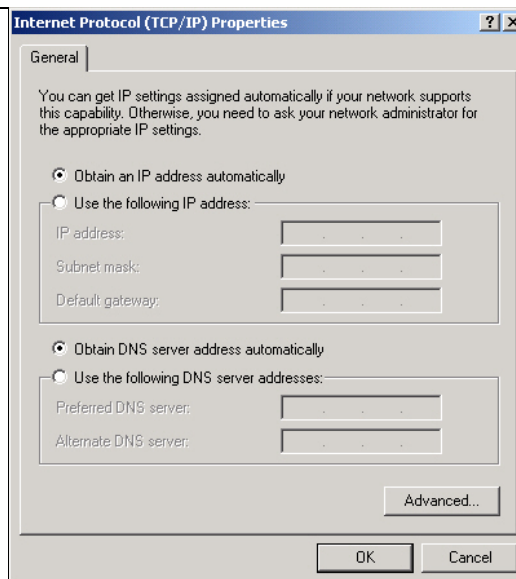 Internet Protocol (TCP/IP) Properties
General
You can get IP settings assigned automatically if your network supports
this capability. Otherwise, you need to ask your network administrator for
the appropriate IP settings.
Obtain an IP address automatically
Use the following IP address:
IP address:
Subnet mask:
Default gateway:
Obtain DNS server address automatically
Use the following DNS server addresses:
Preferred DNS server:
Alternate DNS server:
Advanced...
OK Cancel